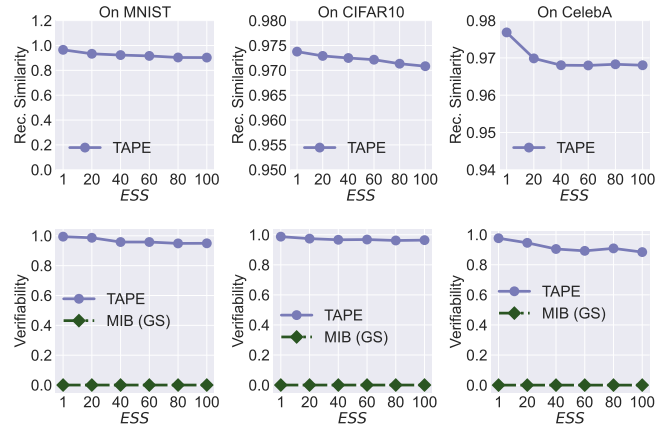 On MNIST
Rec. Similarity
1.2
1.0
0.8
0.6
0.4
0.2
0.0
TAPE
1 20 40 60 80 100
ESS
On CIFAR10
Rec. Similarity
0.980
0.975
0.970
0.965
0.960
0.955
0.950
TAPE
1 20 40 60 80 100
ESS
On CelebA
Rec. Similarity
0.98
0.97
0.96
0.95
0.94
TAPE
1 20 40 60 80 100
ESS
Verifiability
1.0
0.8
0.6
0.4
0.2
0.0
TAPE
MIB (GS)
1 20 40 60 80 100
ESS
Verifiability
1.0
0.8
0.6
0.4
0.2
0.0
TAPE
MIB (GS)
1 20 40 60 80 100
ESS
Verifiability
1.0
0.8
0.6
0.4
0.2
0.0
TAPE
MIB (GS)
1 20 40 60 80 100
ESS